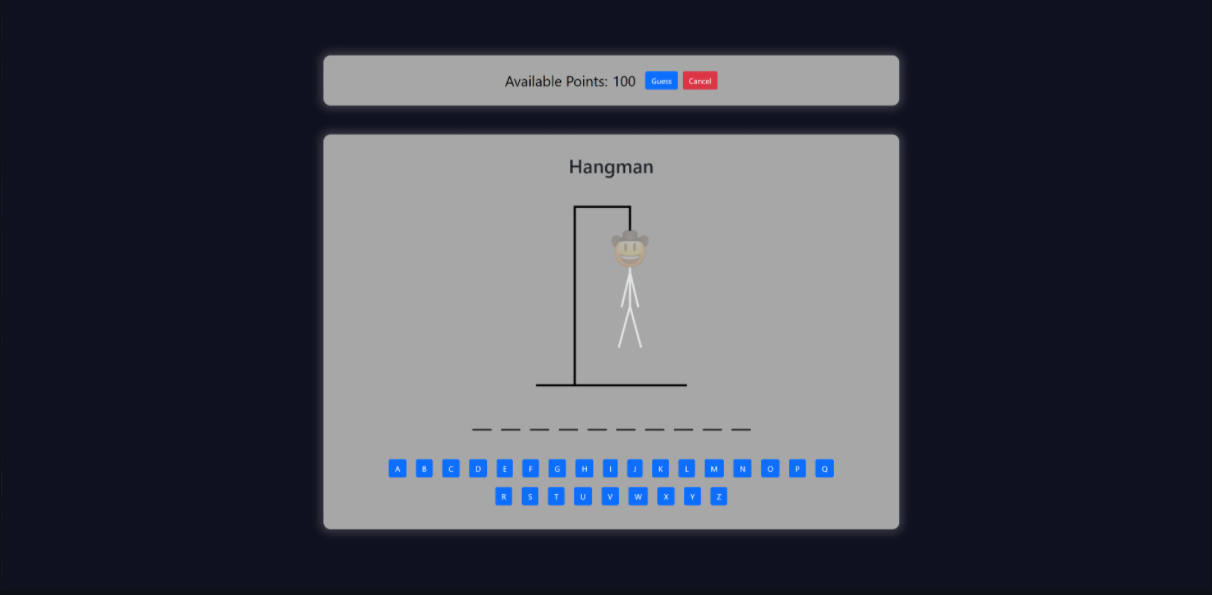 Available Points: 100 Guess Cancel
Hangman
_ _ _ _ _ _ _ _ _ _
A B C D E F G H I J K L M N O P Q
R S T U V W X Y Z